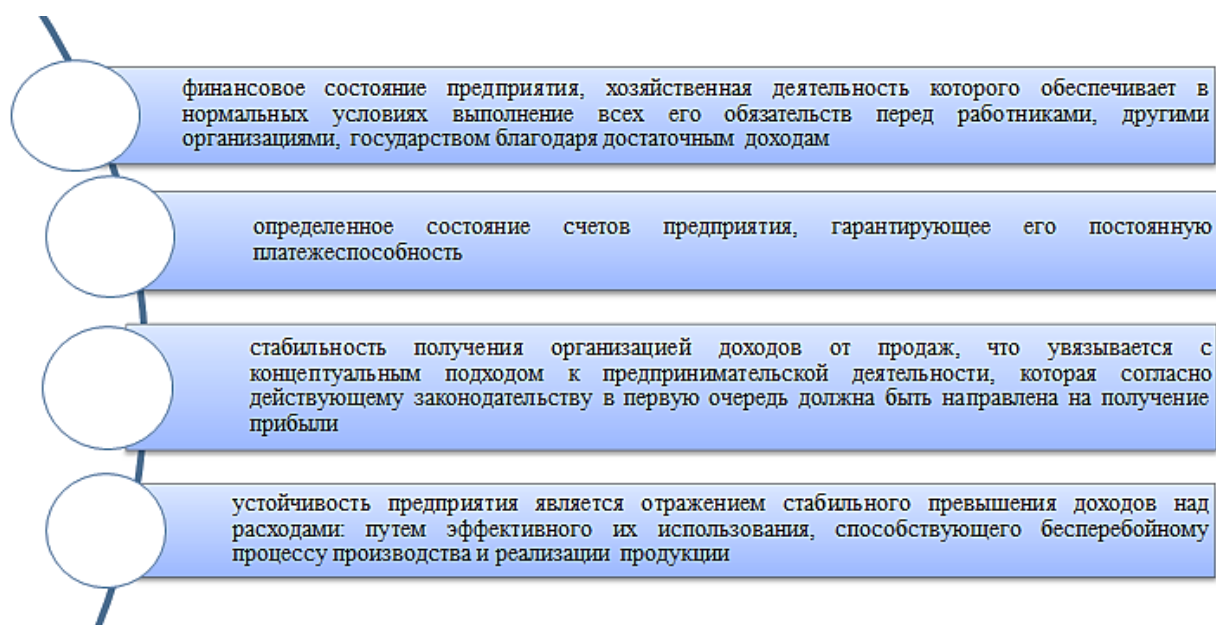 финансовое состояние предприятия, хозяйственная деятельность которого обеспечивает в
нормальных условиях выполнение всех его обязательств перед работниками, другими
организациями, государством благодаря достаточным доходам
определенное состояние счетов предприятия, гарантирующее его постоянную
платежеспособность
стабильность получения организацией доходов от продаж, что увязывается с
концептуальным подходом к предпринимательской деятельности, которая согласно
действующему законодательству в первую очередь должна быть направлена на получение
прибыли
устойчивость предприятия является отражением стабильного превышения доходов над
расходами: путем эффективного их использования, способствующего бесперебойному
процессу производства и реализации продукции